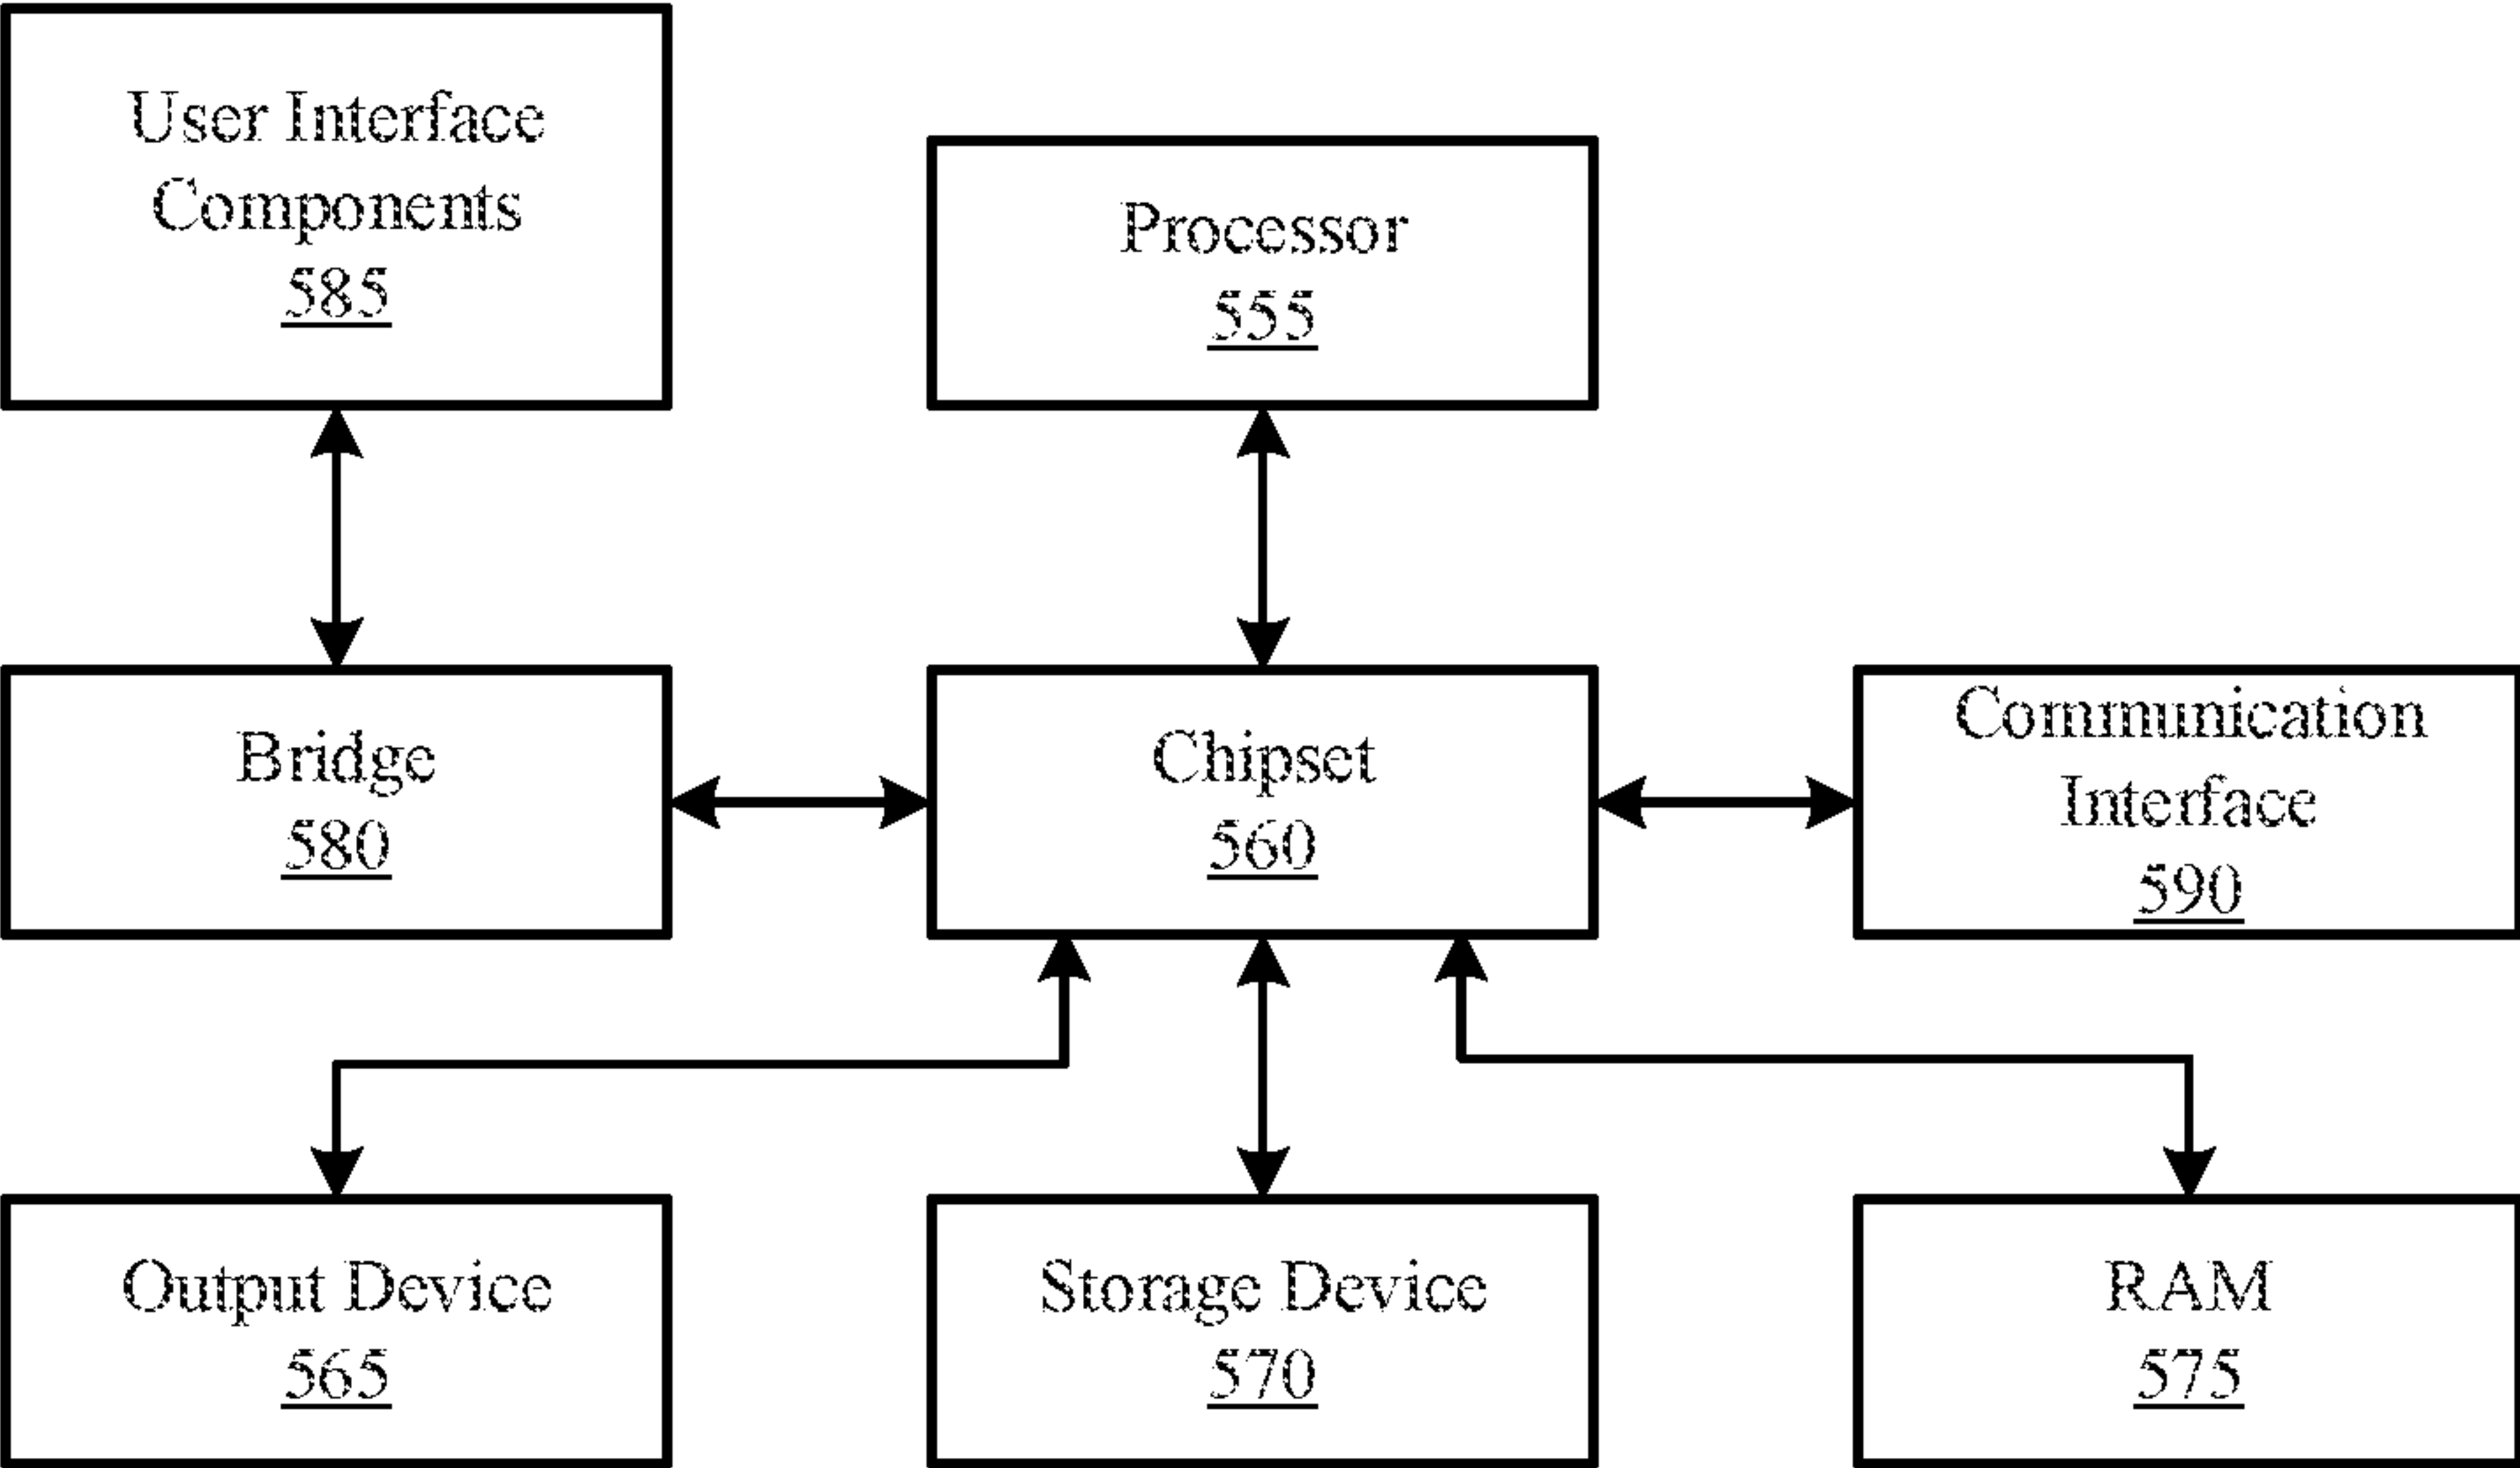 User Interface
Components
585
Processor
555
Bridge
580
Chipset
560
Communication
Interface
590
Output Device
565
Storage Device
570
RAM
575